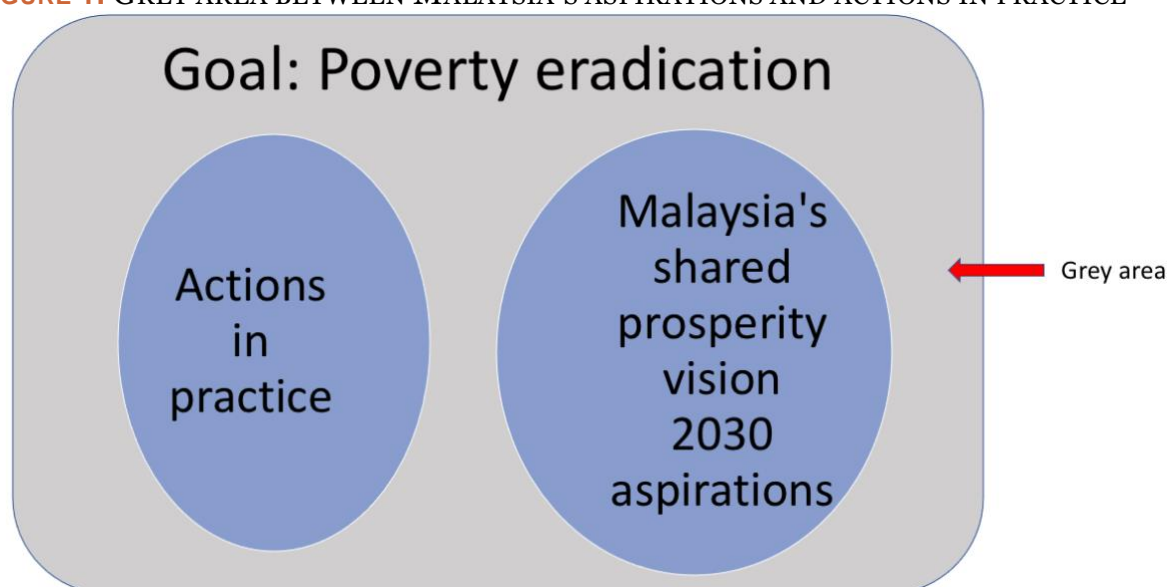 GURE 1. GREY AREA BETWEEN MALAYSIA'S ASPIRATIONS AND ACTIONS IN PRACTICE
Goal: Poverty eradication
Actions
in
practice
Malaysia's
shared
prosperity
vision
2030
aspirations
Grey area